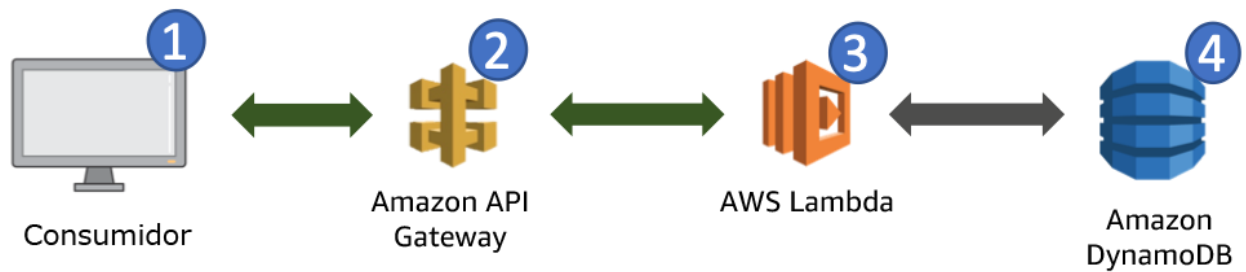 1
2
3
4
Consumidor
Amazon API
Gateway
AWS Lambda
Amazon
DynamoDB